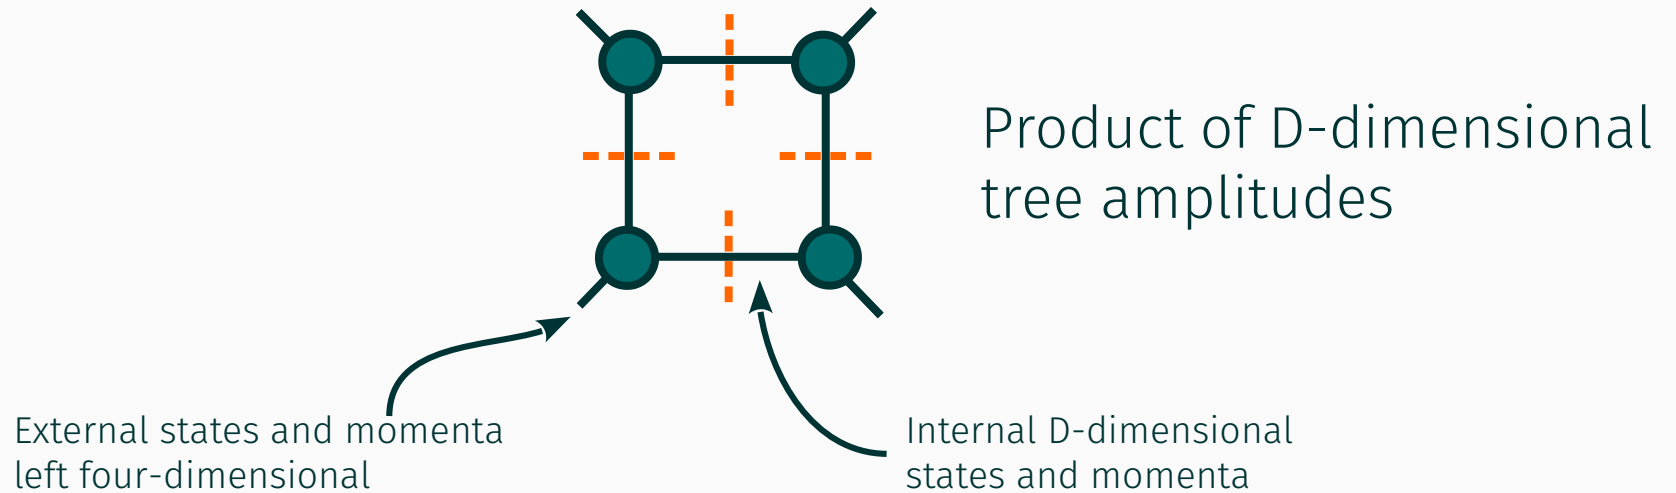 Product of D-dimensional
tree amplitudes
External states and momenta
left four-dimensional
Internal D-dimensional
states and momenta